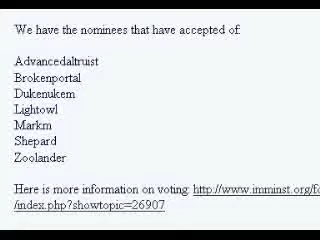 We have the nominees that have accepted of:
Advancedaltruist
Brokenportal
Dukenukem
Lightowl
Markm
Shepard
Zoolander
Here is more information on voting: http://www.imminst.org/fo
/index.php?showtopic=26907